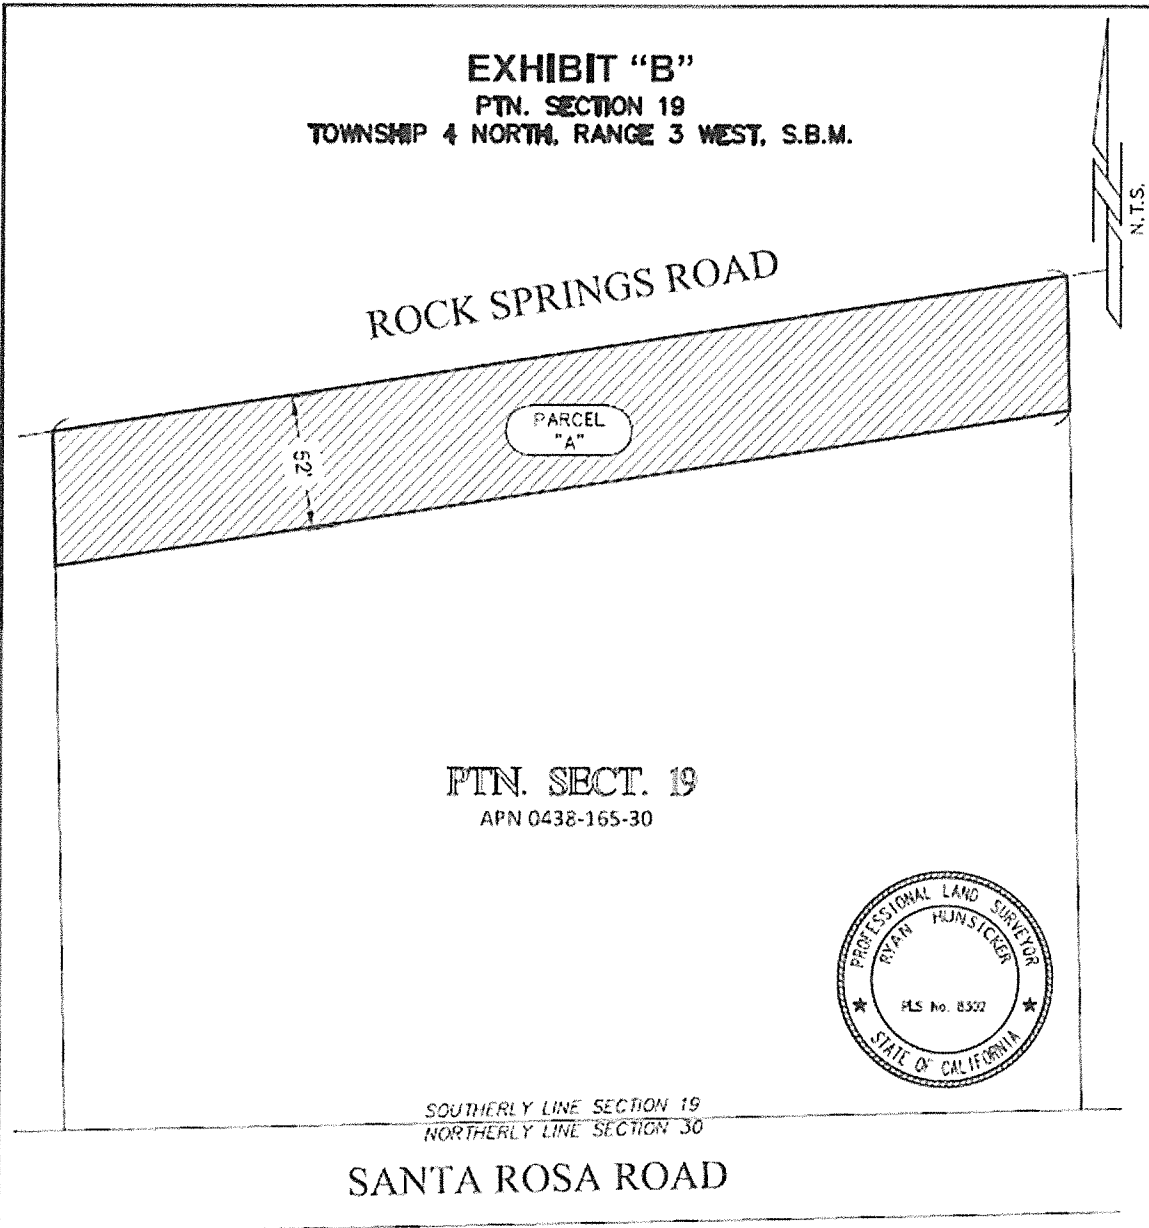 EXHIBIT “B”
PTN. SECTION 19
TOWNSHIP 4 NORTH, RANGE 3 WEST, S.B.M.
N.T.S.
ROCK SPRINGS ROAD
PARCEL
"A"
52'
PTN. SECT. 19
APN 0438-165-30
PROFESSIONAL LAND SURVEYOR
RYAN HUNSICKER
PLS No. 8302
STATE OF CALIFORNIA
SOUTHERLY LINE SECTION 19
NORTHERLY LINE SECTION 30
SANTA ROSA ROAD